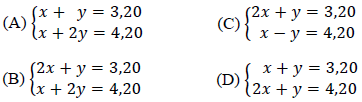 (A) { x + y = 3,20
x + 2y = 4,20
(B) { 2x + y = 3,20
x + 2y = 4,20
(C) { 2x + y = 3,20
x − y = 4,20
(D) { x + y = 3,20
2x + y = 4,20